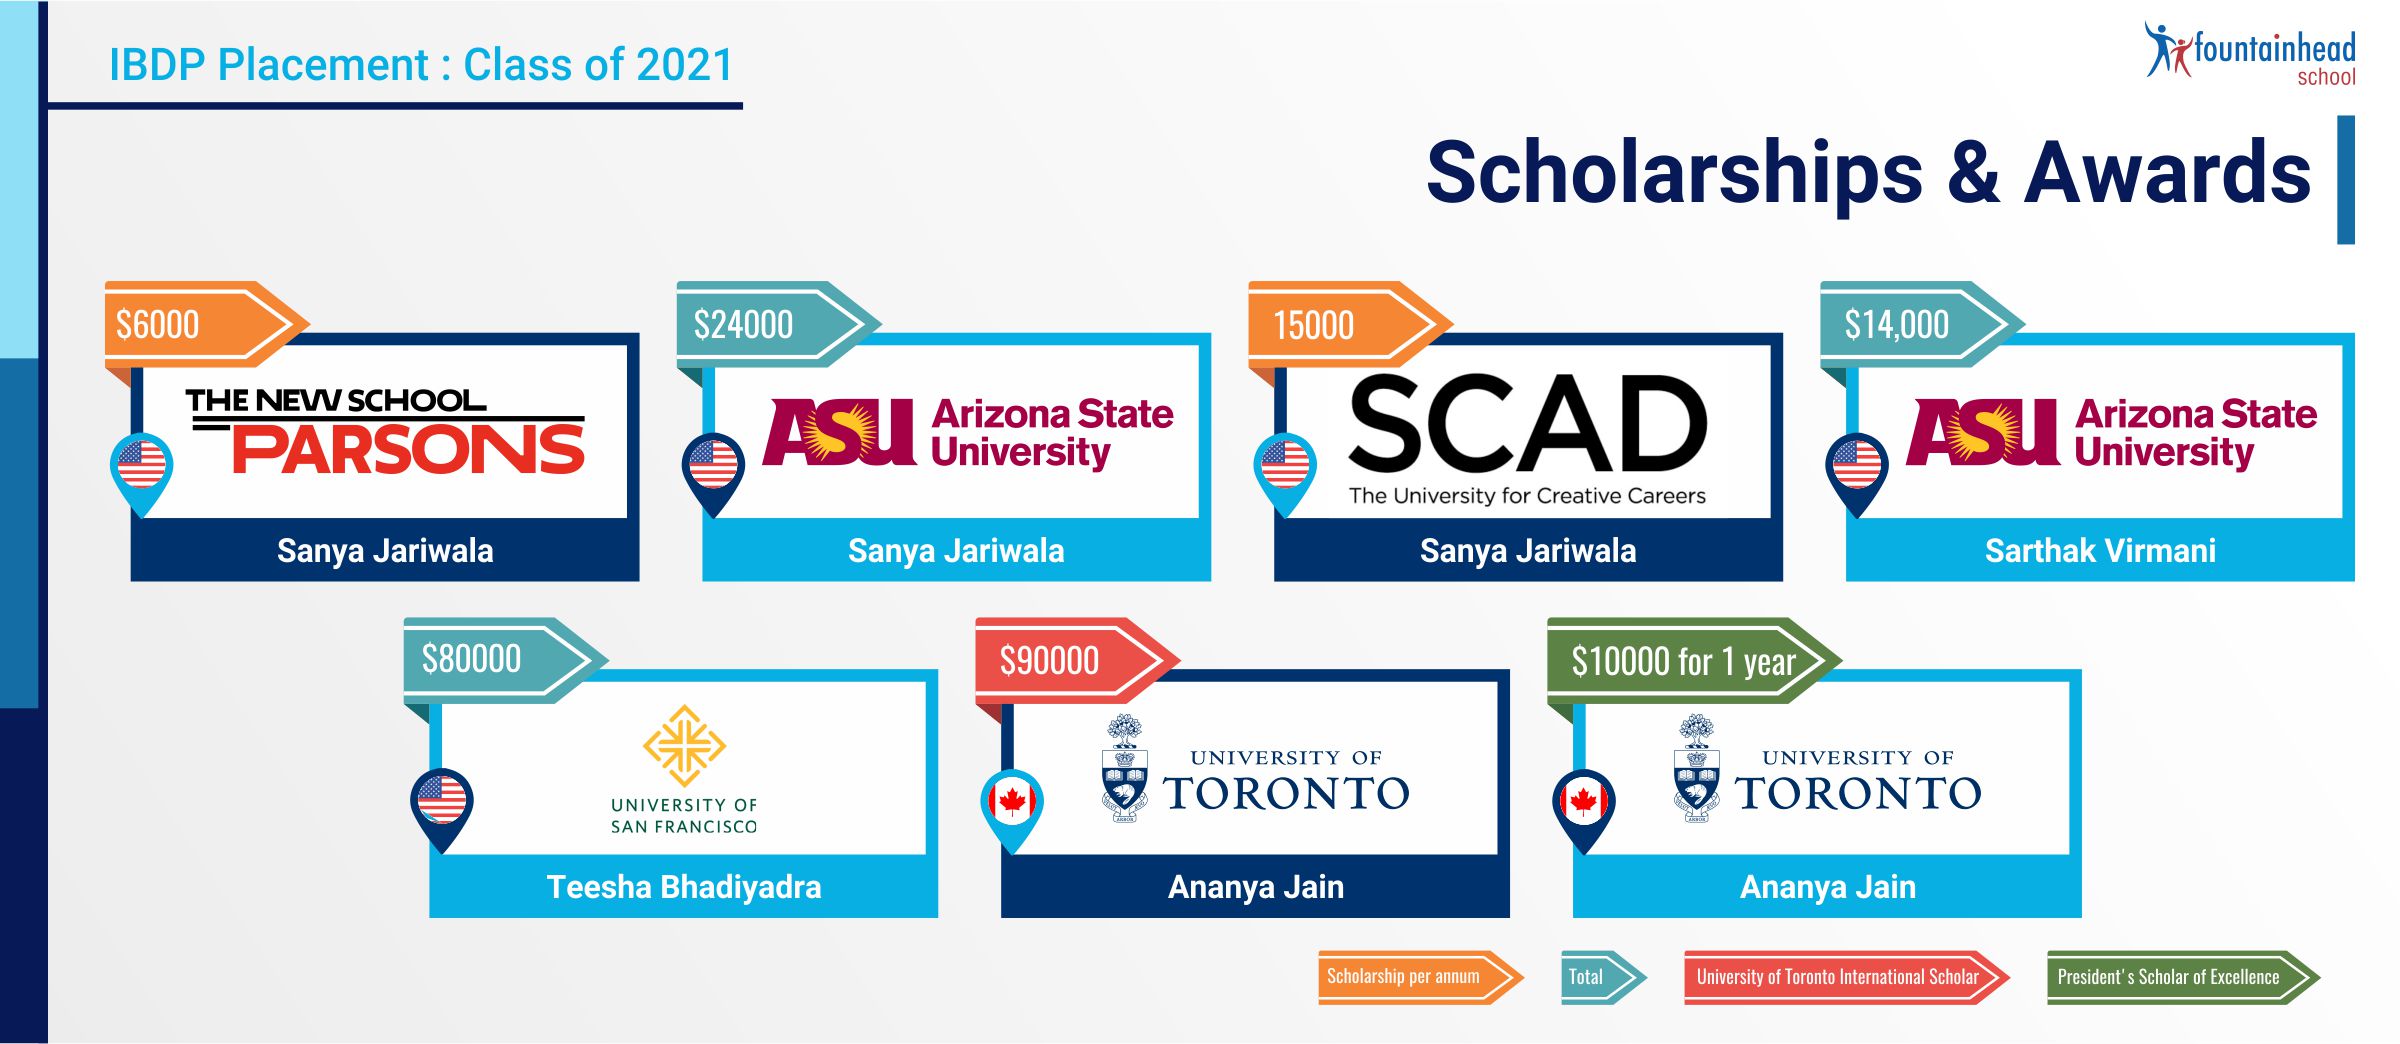 IBDP Placement : Class of 2021
fountainhead
school
Scholarships & Awards
$6000
THE NEW SCHOOL
PARSONS
Sanya Jariwala
$24000
ASU Arizona State
University
Sanya Jariwala
15000
SCAD
The University for Creative Careers
Sanya Jariwala
$14,000
ASU Arizona State
University
Sarthak Virmani
$80000
UNIVERSITY OF
SAN FRANCISCO
Teesha Bhadiyadra
$90000
UNIVERSITY OF
TORONTO
Ananya Jain
$10000 for 1 year
UNIVERSITY OF
TORONTO
Ananya Jain
Scholarship per annum
Total
University of Toronto International Scholar
President's Scholar of Excellence